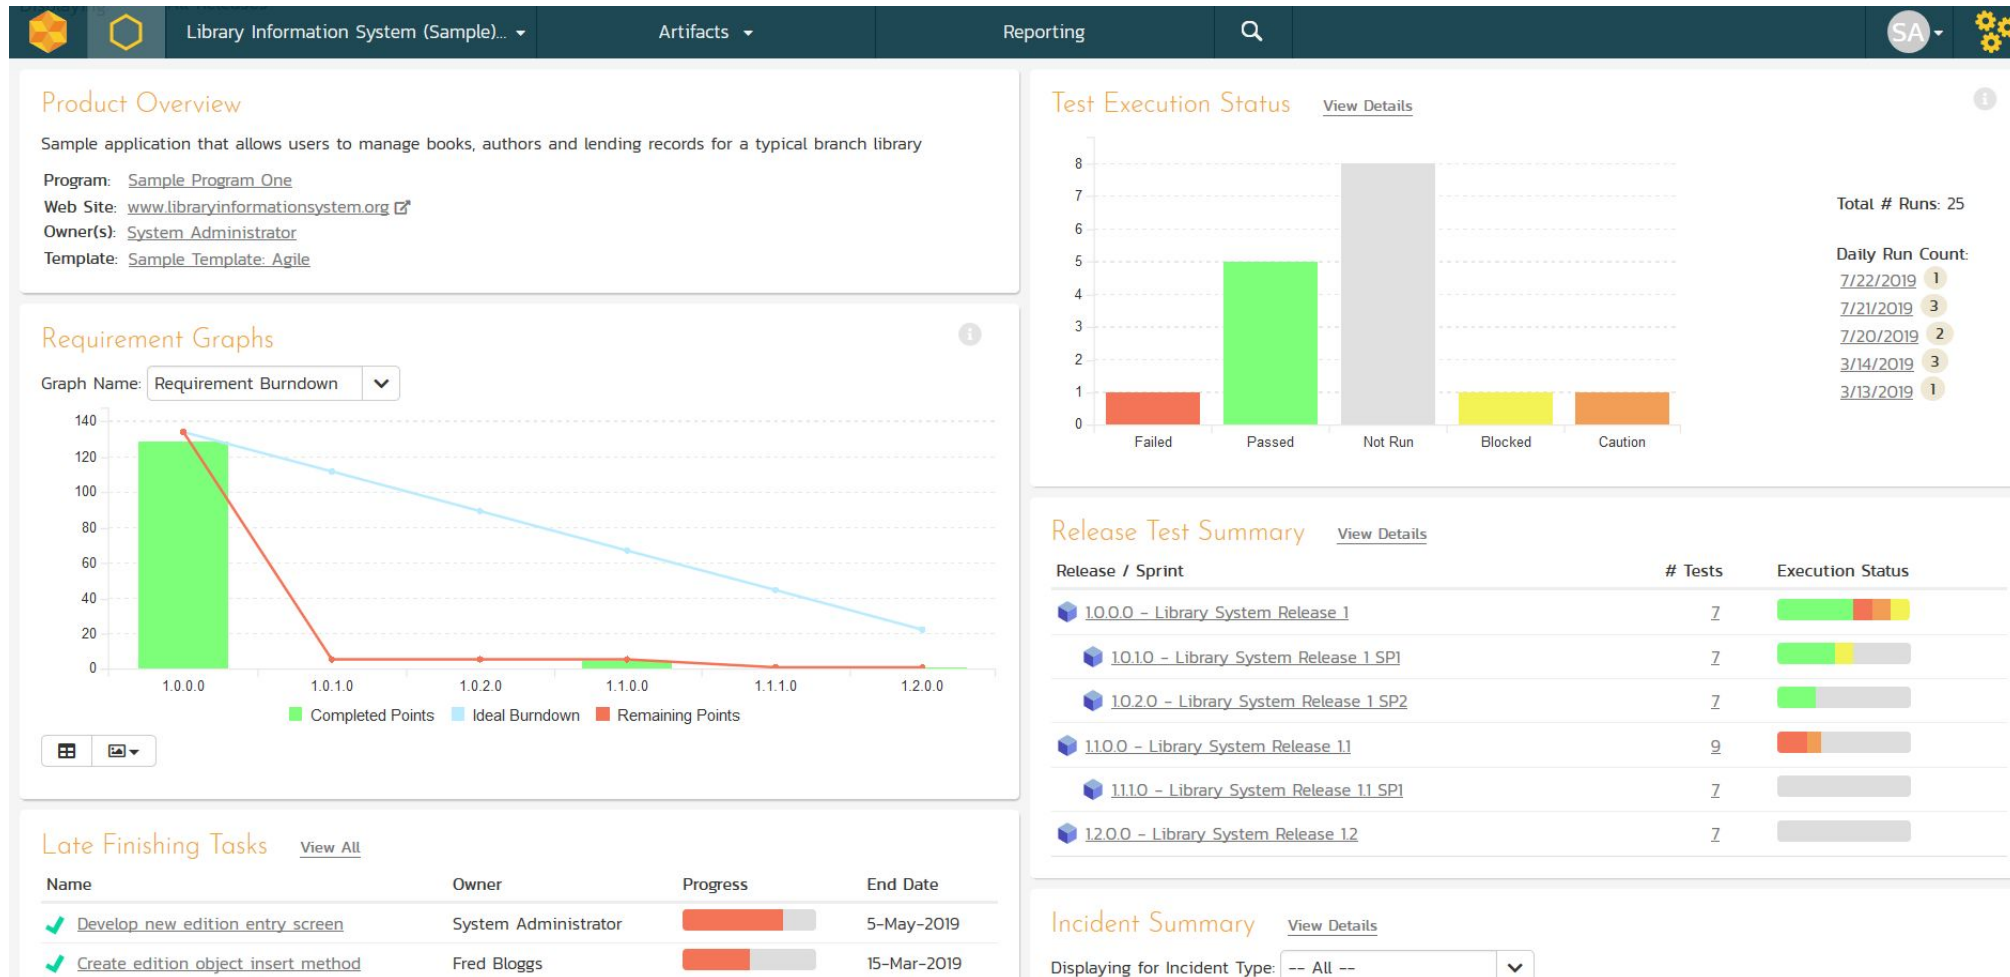 Library Information System (Sample)...
Artifacts
Reporting
SA
Product Overview
Sample application that allows users to manage books, authors and lending records for a typical branch library
Program: Sample Program One
Web Site: www.libraryinformationsystem.org
Owner(s): System Administrator
Template: Sample Template: Agile
Requirement Graphs
Graph Name: Requirement Burndown
140
120
100
80
60
40
20
0
1.0.0.0 1.0.1.0 1.0.2.0 1.1.0.0 1.1.1.0 1.2.0.0
Completed Points Ideal Burndown Remaining Points
Late Finishing Tasks View All
Name Owner Progress End Date
Develop new edition entry screen System Administrator 5-May-2019
Create edition object insert method Fred Bloggs 15-Mar-2019
Test Execution Status View Details
8
7
6
5
4
3
2
1
0
Failed Passed Not Run Blocked Caution
Total # Runs: 25
Daily Run Count:
7/22/2019 1
7/21/2019 3
7/20/2019 2
3/14/2019 3
3/13/2019 1
Release Test Summary View Details
Release / Sprint # Tests Execution Status
1.0.0.0 - Library System Release 1 7
1.0.1.0 - Library System Release 1 SP1 7
1.0.2.0 - Library System Release 1 SP2 7
1.1.0.0 - Library System Release 1.1 9
1.1.1.0 - Library System Release 1.1 SP1 7
1.2.0.0 - Library System Release 1.2 7
Incident Summary View Details
Displaying for Incident Type: -- All --